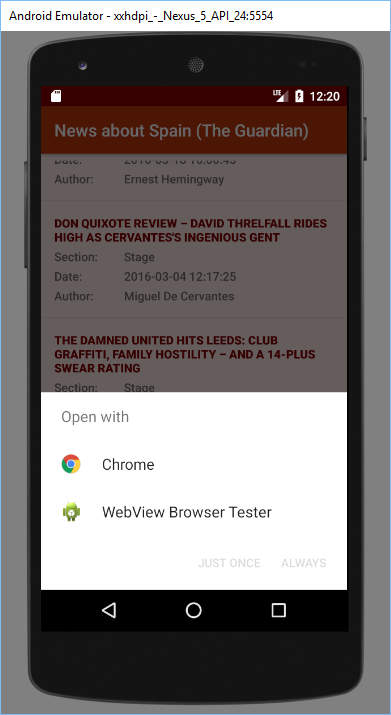 Android Emulator - xxhdpi_-_Nexus_5_API_24:5554
LTE 12:20
News about Spain (The Guardian)
Date:
Author: Ernest Hemingway
DON QUIXOTE REVIEW – DAVID THRELFALL RIDES
HIGH AS CERVANTES'S INGENIOUS GENT
Section: Stage
Date: 2016-03-04 12:17:25
Author: Miguel De Cervantes
THE DAMNED UNITED HITS LEEDS: CLUB
GRAFFITI, FAMILY HOSTILITY – AND A 14-PLUS
SWEAR RATING
Section: Stage
Open with
Chrome
WebView Browser Tester
JUST ONCE ALWAYS